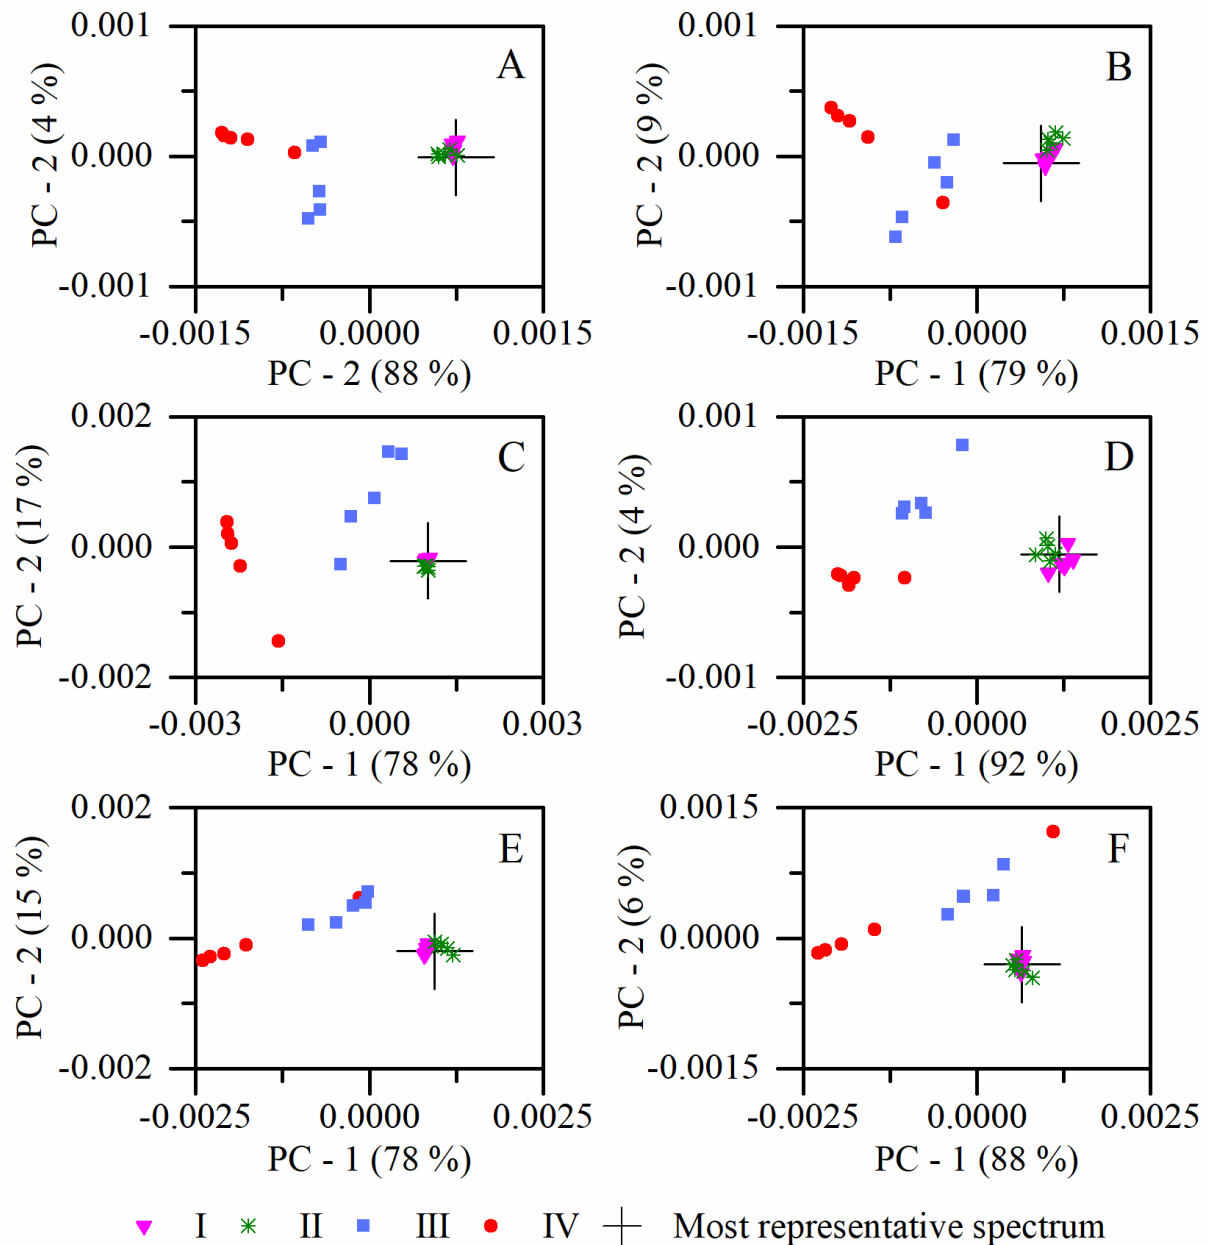 0.001
0.000
-0.001
PC - 2 (4 %)
A
-0.0015 0.0000 0.0015
PC - 2 (88 %)
0.001
0.000
-0.001
PC - 2 (9 %)
B
-0.0015 0.0000 0.0015
PC - 1 (79 %)
0.002
0.000
-0.002
PC - 2 (17 %)
C
-0.003 0.000 0.003
PC - 1 (78 %)
0.001
0.000
-0.001
PC - 2 (4 %)
D
-0.0025 0.0000 0.0025
PC - 1 (92 %)
0.002
0.000
-0.002
PC - 2 (15 %)
E
-0.0025 0.0000 0.0025
PC - 1 (78 %)
0.0015
0.0000
-0.0015
PC - 2 (6 %)
F
-0.0025 0.0000 0.0025
PC - 1 (88 %)
I II III IV Most representative spectrum